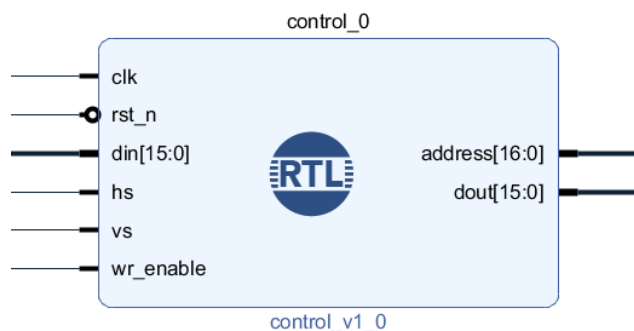 control_0
clk
rst_n
din[15:0]
hs
vs
wr_enable
RTL
address[16:0]
dout[15:0]
control_v1_0